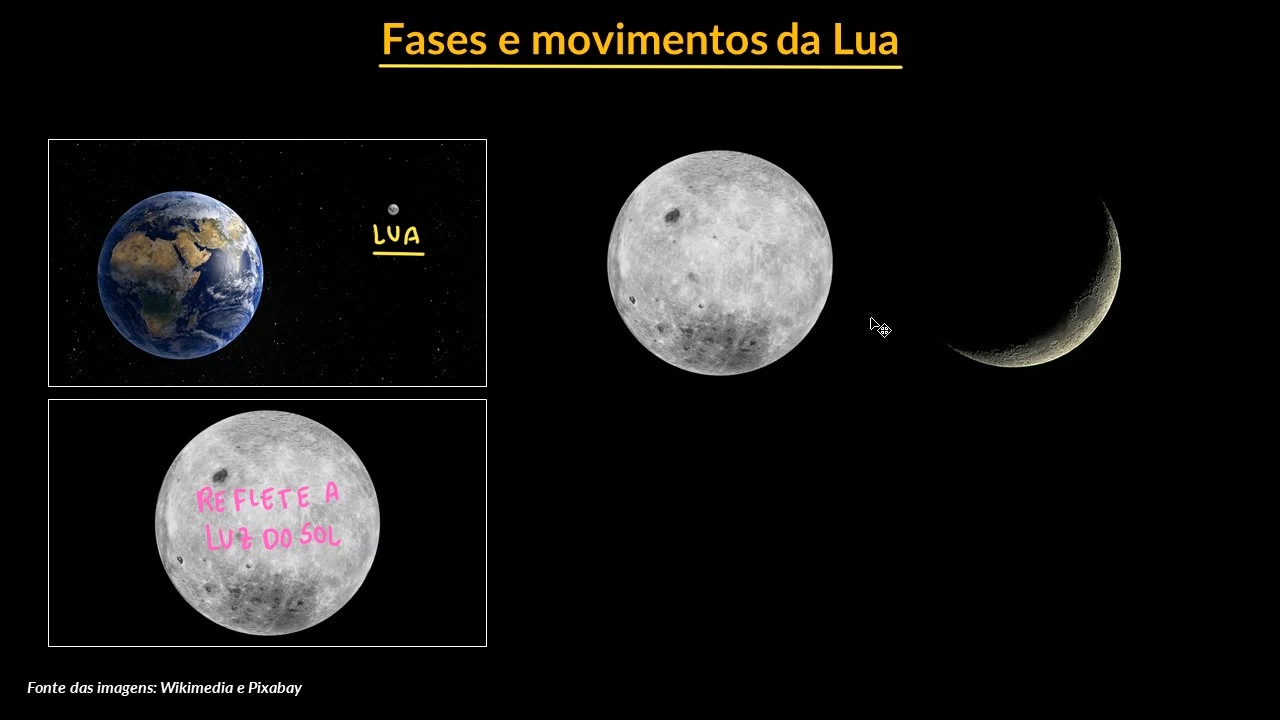 Fases e movimentos da Lua
LUA
REFLETE A
LUZ DO SOL
Fonte das imagens: Wikimedia e Pixabay